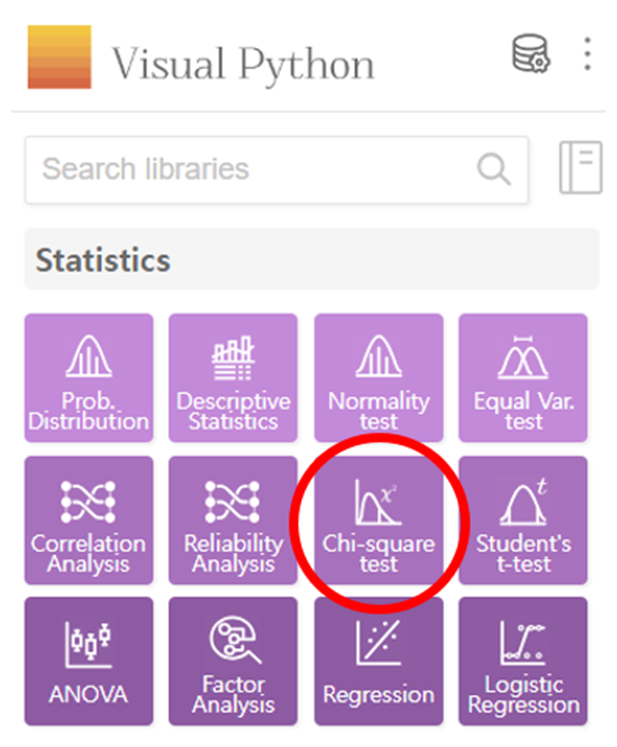 Visual Python
Search libraries
Statistics
Prob.
Distribution
Descriptive
Statistics
Normality
test
Equal Var.
test
Correlation
Analysis
Reliability
Analysis
x²
Chi-square
test
t
Student's
t-test
ANOVA
Factor
Analysis
Regression
Logistic
Regression